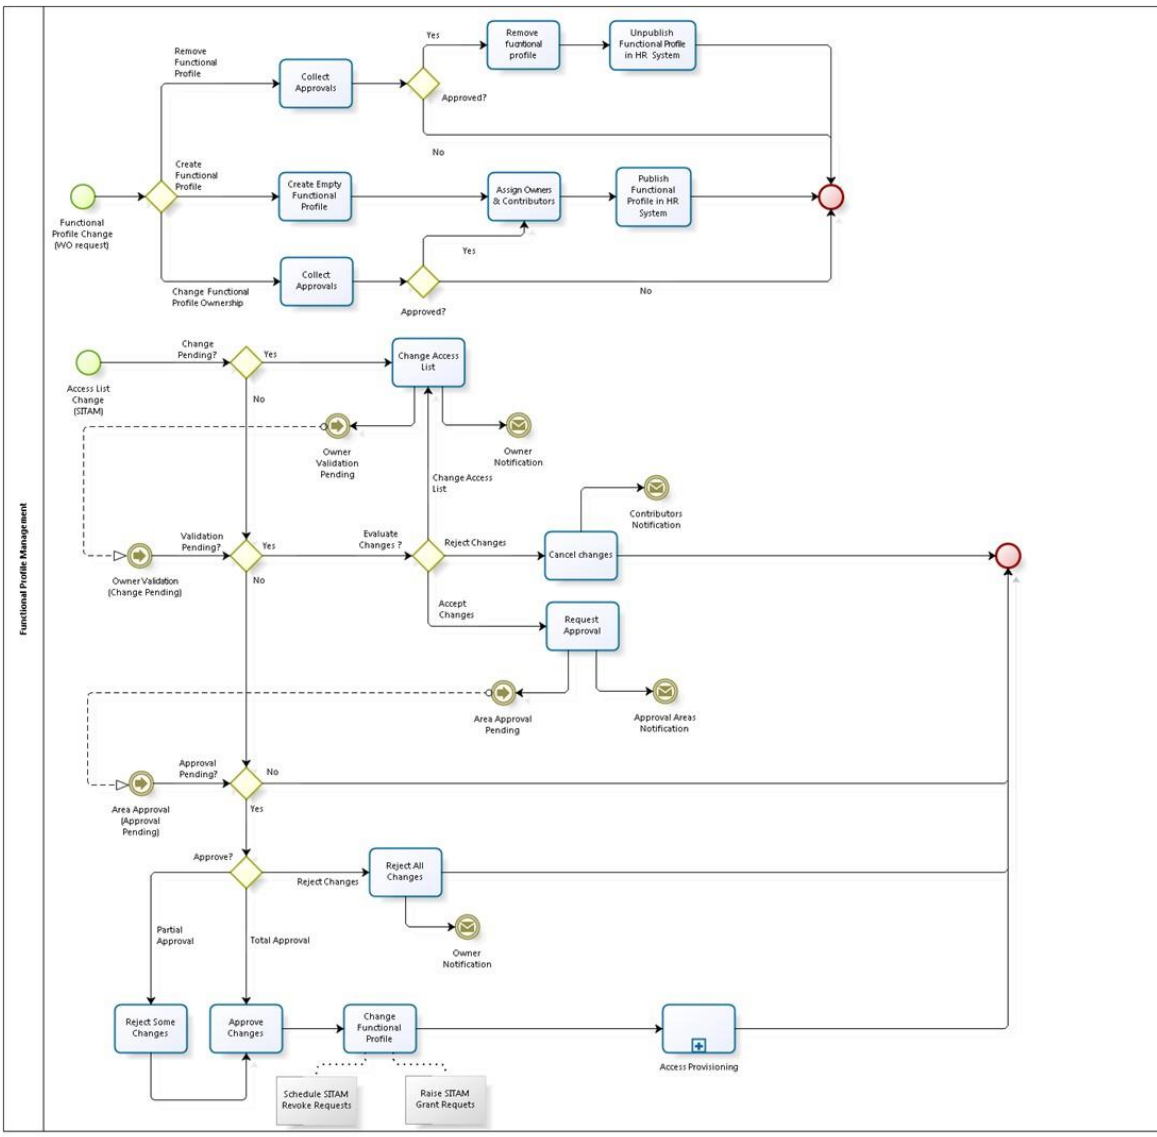 Functional Profile Management
Remove
Functional
Profile
Collect
Approvals
Yes
Approved?
No
Remove
fucntional
profile
Unpublish
Functional Profile
in HR System
Functional
Profile Change
(WO request)
Create
Functional
Profile
Create Empty
Functional
Profile
Assign Owners
& Contributors
Publish
Functional
Profile in HR
System
Change Functional
Profile Ownership
Collect
Approvals
Yes
Approved?
No
Access List
Change
(SITAM)
Change
Pending?
Yes
No
Change Access
List
Owner
Validation
Pending
Owner
Notification
Change Access
List
Contributors
Notification
Owner Validation
(Change Pending)
Validation
Pending?
Yes
No
Evaluate
Changes ?
Reject Changes
Cancel changes
Accept
Changes
Request
Approval
Area Approval
Pending
Approval Areas
Notification
Area Approval
(Approval
Pending)
Approval
Pending?
No
Yes
Approve?
Reject Changes
Reject All
Changes
Owner
Notification
Partial
Approval
Total Approval
Reject Some
Changes
Approve
Changes
Change
Functional
Profile
Access Provisioning
Schedule SITAM
Revoke Requests
Raise SITAM
Grant Requets